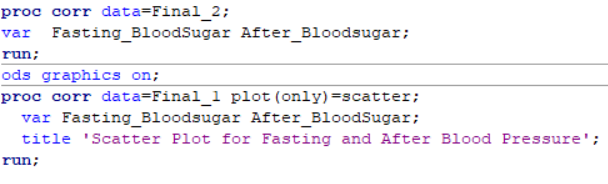 proc corr data=Final_2;
var  Fasting_BloodSugar After_Bloodsugar;
run;
ods graphics on;
proc corr data=Final_1 plot(only)=scatter;
  var Fasting_Bloodsugar After_BloodSugar;
  title 'Scatter Plot for Fasting and After Blood Pressure';
run;